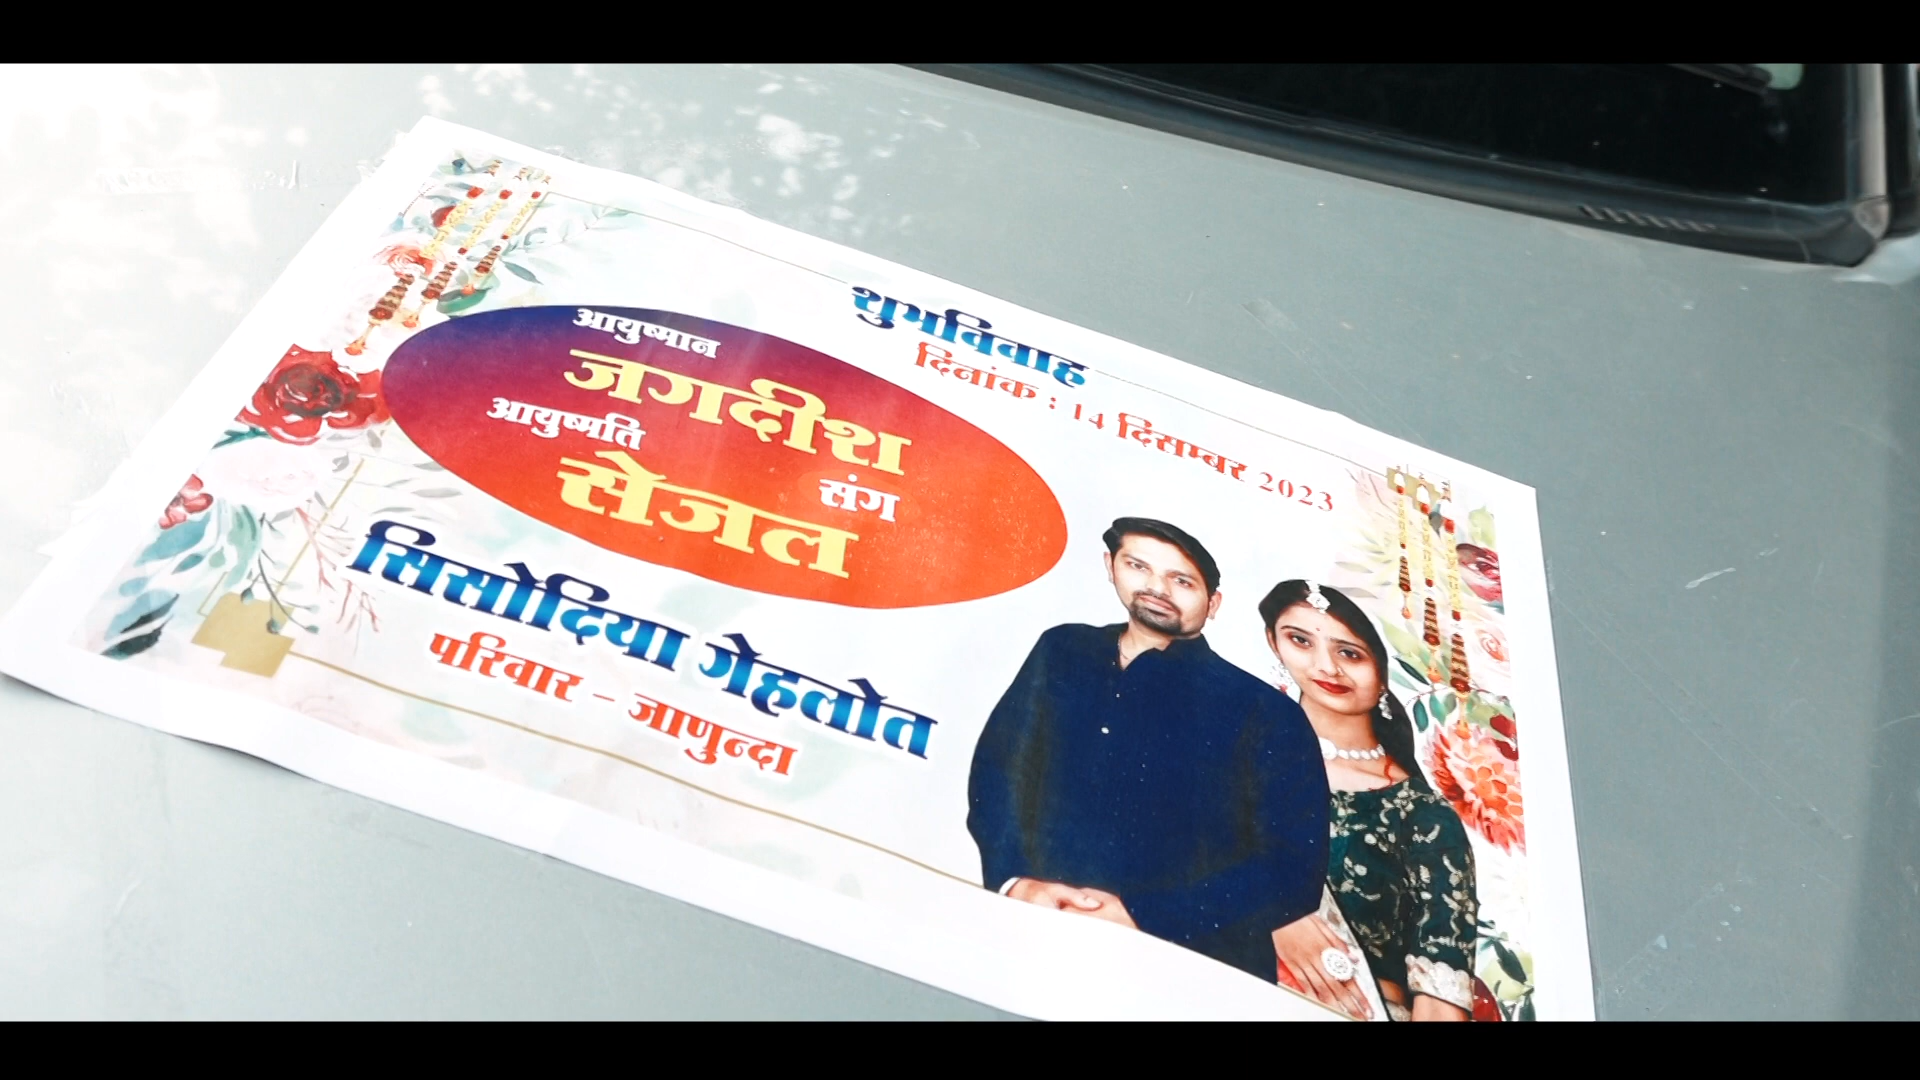 शुभविवाह
दिनांक : 14 दिसम्बर 2023
आयुष्मान
जगदीश
संग
आयुष्मति
सेजल
सिसोदिया गेहलोत
परिवार - जाणुन्दा